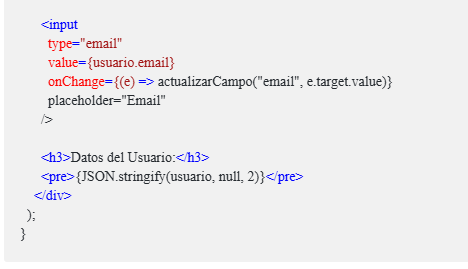 <input
type="email"
value={usuario.email}
onChange={(e) => actualizarCampo("email", e.target.value)}
placeholder="Email"
/>
<h3>Datos del Usuario:</h3>
<pre>{JSON.stringify(usuario, null, 2)}</pre>
</div>
);
}